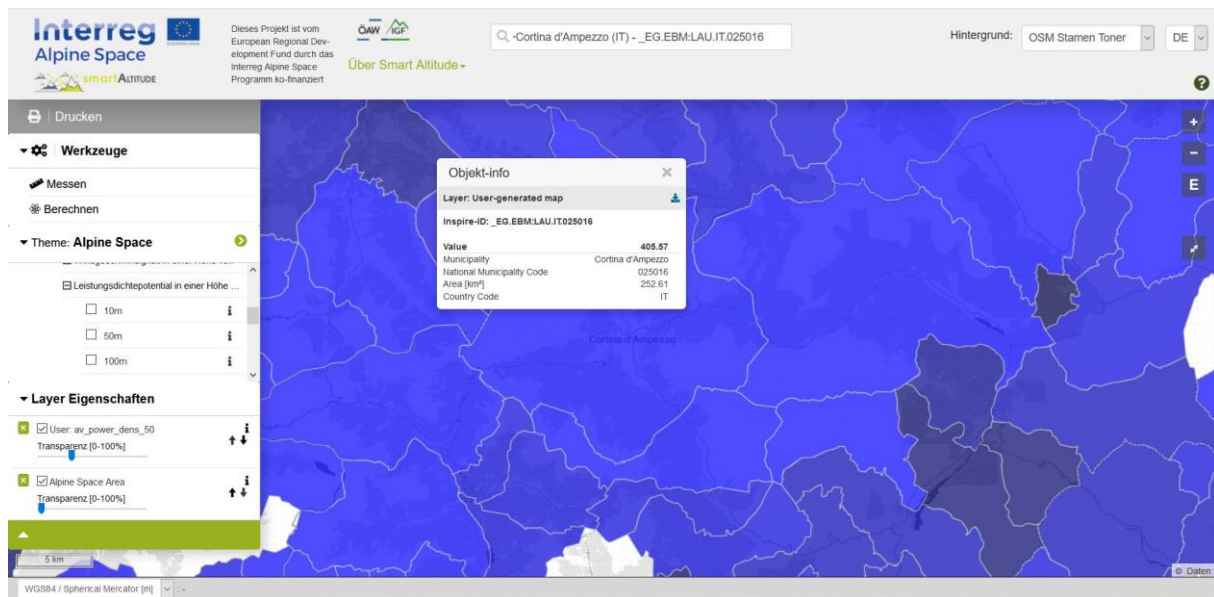 Interreg
Alpine Space
smartALTITUDE
EUROPEAN UNION
Dieses Projekt ist vom
European Regional Dev-
elopment Fund durch das
Interreg Alpine Space
Programm ko-finanziert
ÖAW IGF
Über Smart Altitude
Cortina d'Ampezzo (IT) - _EG.EBM:LAU.IT.025016
Hintergrund:
OSM Stamen Toner
DE
?
Drucken
Werkzeuge
Messen
Berechnen
Theme: Alpine Space
Leistungsdichtepotential in einer Höhe ...
10m
i
50m
i
100m
i
Layer Eigenschaften
User: av_power_dens_50
i
Transparenz [0-100%]
Alpine Space Area
i
Transparenz [0-100%]
5 km
WGS84 / Spherical Mercator [m]
: -
Objekt-info
×
Layer: User-generated map
Inspire-ID: _EG.EBM:LAU.IT.025016
Value 405.57
Municipality Cortina d'Ampezzo
National Municipality Code 025016
Area [km²] 252.61
Country Code IT
Cortina d'Ampezzo
+
−
E
© Daten: